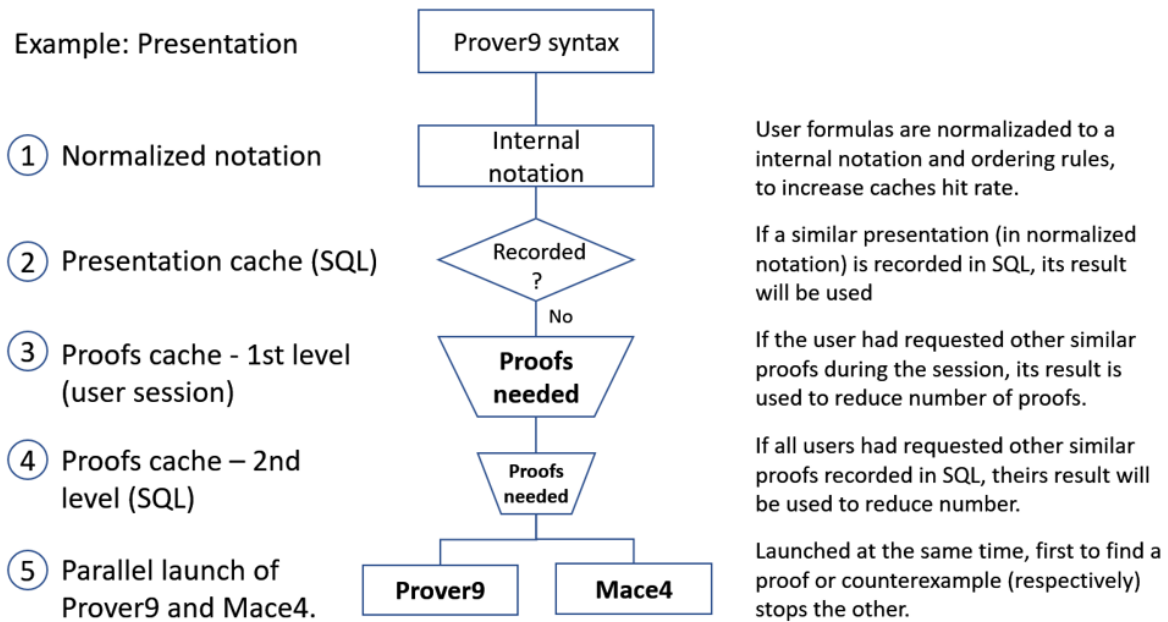 Example: Presentation
Prover9 syntax
1 Normalized notation
Internal
notation
User formulas are normalizaded to a
internal notation and ordering rules,
to increase caches hit rate.
2 Presentation cache (SQL)
Recorded
?
No
If a similar presentation (in normalized
notation) is recorded in SQL, its result
will be used
3 Proofs cache - 1st level
(user session)
Proofs
needed
If the user had requested other similar
proofs during the session, its result is
used to reduce number of proofs.
4 Proofs cache – 2nd
level (SQL)
Proofs
needed
If all users had requested other similar
proofs recorded in SQL, theirs result will
be used to reduce number.
5 Parallel launch of
Prover9 and Mace4.
Prover9
Mace4
Launched at the same time, first to find a
proof or counterexample (respectively)
stops the other.